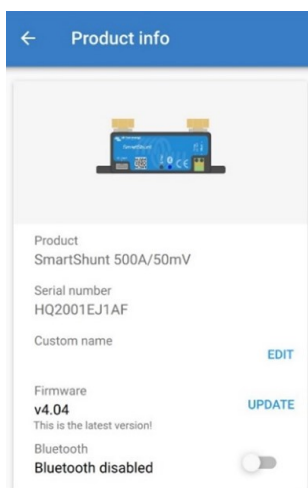 Product info
SmartShunt
Product
SmartShunt 500A/50mV
Serial number
HQ2001EJ1AF
Custom name
EDIT
Firmware
v4.04
UPDATE
This is the latest version!
Bluetooth
Bluetooth disabled